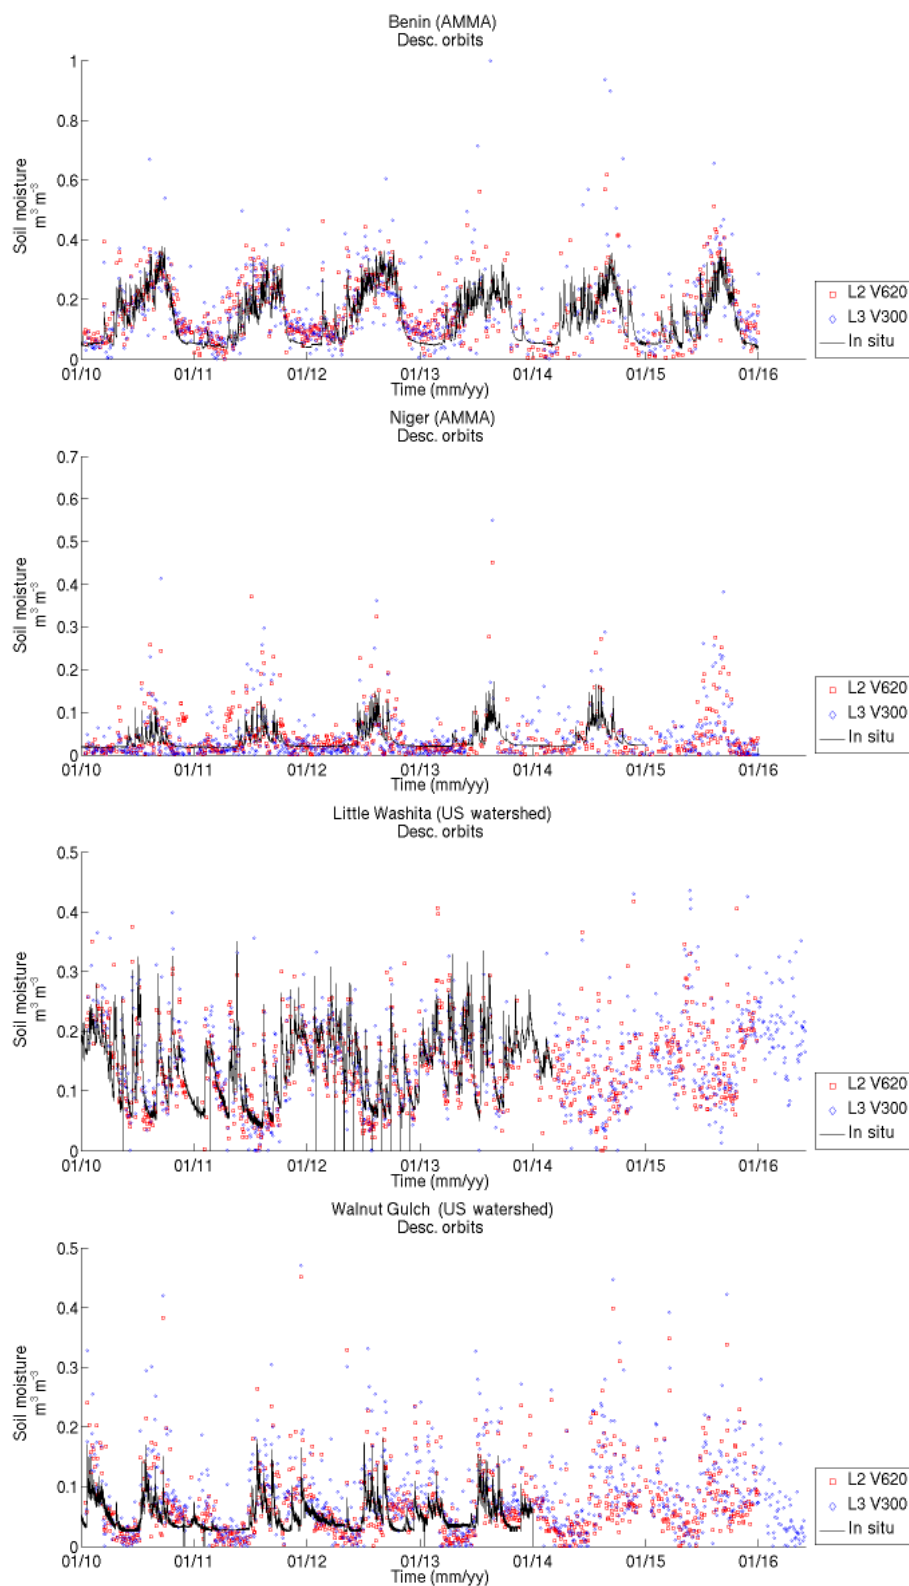 Benin (AMMA)
Desc. orbits
Soil moisture
m³ m⁻³
1
0.8
0.6
0.4
0.2
0
01/10 01/11 01/12 01/13 01/14 01/15 01/16
Time (mm/yy)
L2 V620
L3 V300
In situ
Niger (AMMA)
Desc. orbits
Soil moisture
m³ m⁻³
0.7
0.6
0.5
0.4
0.3
0.2
0.1
0
01/10 01/11 01/12 01/13 01/14 01/15 01/16
Time (mm/yy)
L2 V620
L3 V300
In situ
Little Washita (US watershed)
Desc. orbits
Soil moisture
m³ m⁻³
0.5
0.4
0.3
0.2
0.1
0
01/10 01/11 01/12 01/13 01/14 01/15 01/16
Time (mm/yy)
L2 V620
L3 V300
In situ
Walnut Gulch (US watershed)
Desc. orbits
Soil moisture
m³ m⁻³
0.5
0.4
0.3
0.2
0.1
0
01/10 01/11 01/12 01/13 01/14 01/15 01/16
Time (mm/yy)
L2 V620
L3 V300
In situ